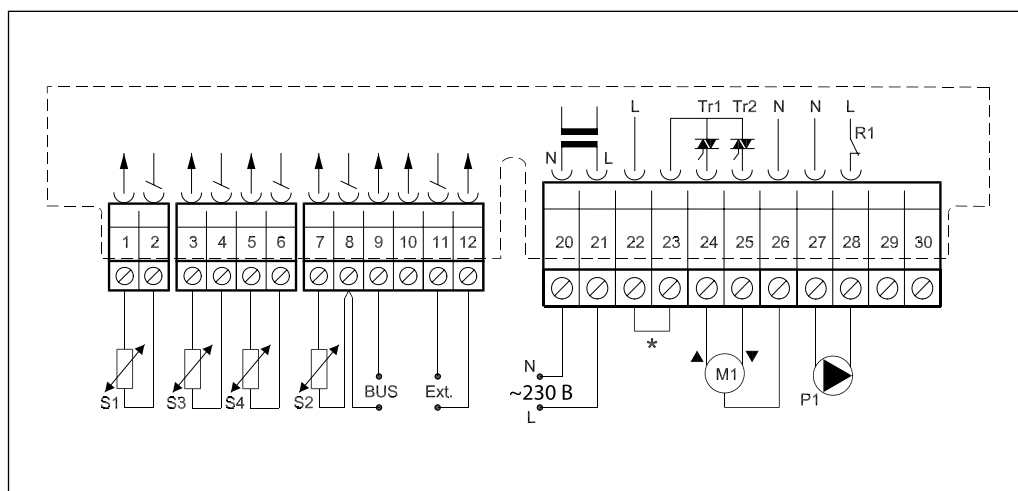 L Tr1 Tr2 N N L
R1
N L
1 2 3 4 5 6 7 8 9 10 11 12 20 21 22 23 24 25 26 27 28 29 30
*
N
BUS Ext. ~230 В M1
S1 S3 S4 S2 L P1